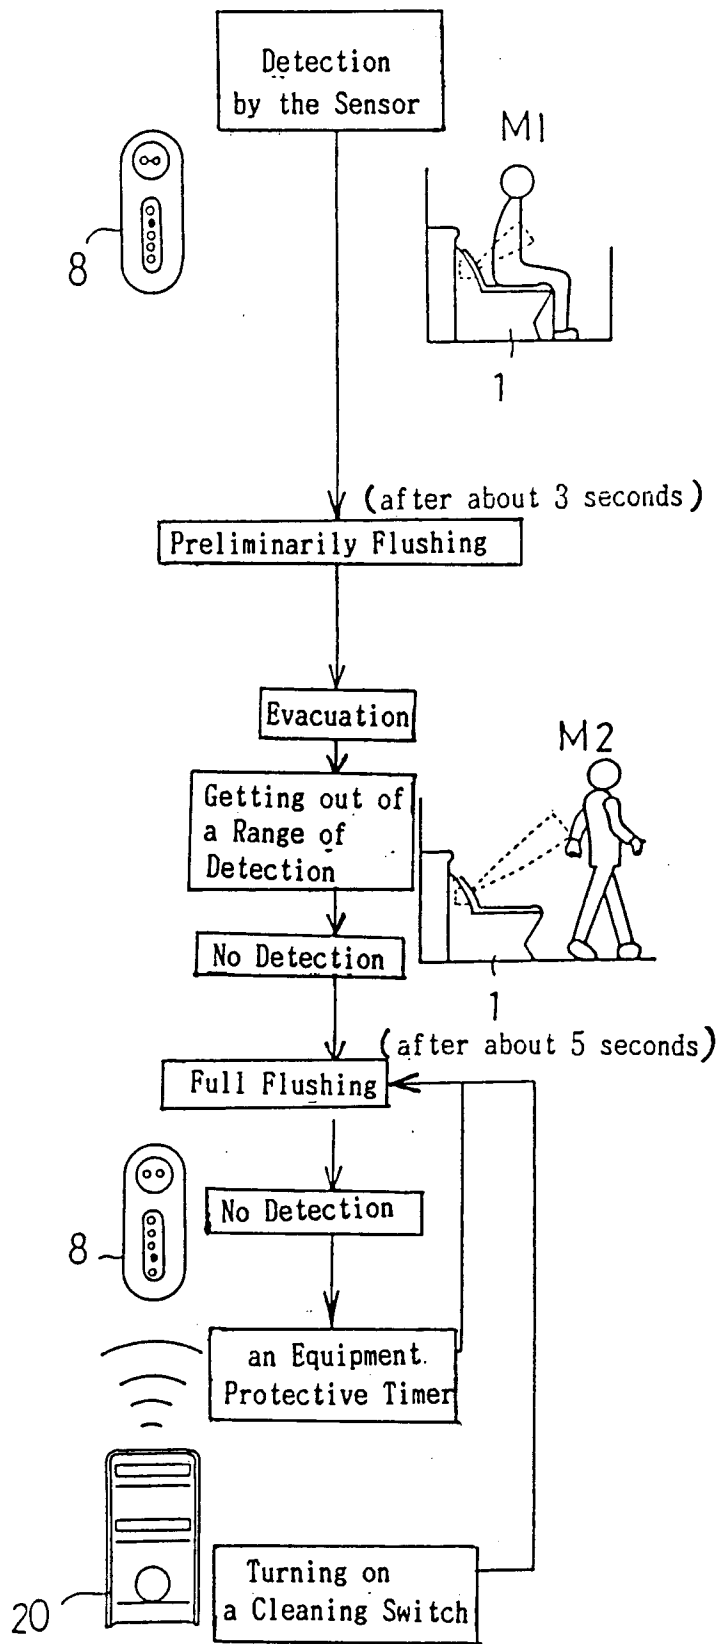 Detection
by the Sensor
M1
8
1
(after about 3 seconds)
Preliminarily Flushing
Evacuation
M2
Getting out of
a Range of
Detection
No Detection
1
(after about 5 seconds)
Full Flushing
No Detection
8
an Equipment
Protective Timer
Turning on
a Cleaning Switch
20